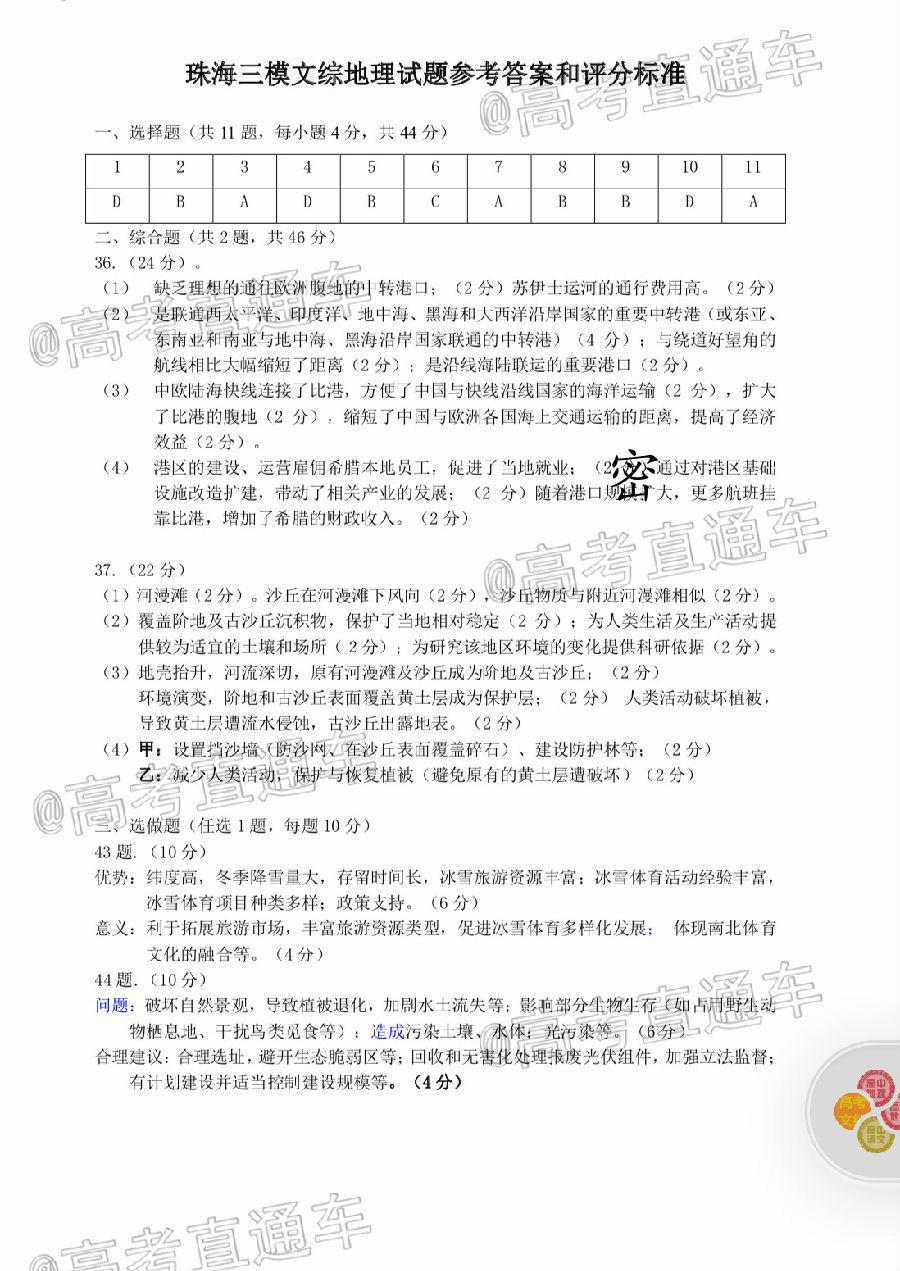 珠海三模文综地理试题参考答案和评分标准
@高考直通车
一、选择题（共 11 题，每小题 4 分，共 44 分）
1 2 3 4 5 6 7 8 9 10 11
D B A D B C A B B D A
二、综合题（共 2 题，共 46 分）
36.（24 分）。
（1） 缺乏理想的通往欧洲腹地的中转港口；（2 分）苏伊士运河的通行费用高。（2 分）
@高考直通车
（2） 是联通西太平洋、印度洋、地中海、黑海和大西洋沿岸国家的重要中转港（或东亚、
东南亚和南亚与地中海、黑海沿岸国家联通的中转港）（4 分）；与绕道好望角的
航线相比大幅缩短了距离（2 分）；是沿线海陆联运的重要港口（2 分）。
（3） 中欧陆海快线连接了比港，方便了中国与快线沿线国家的海洋运输（2 分），扩大
了比港的腹地（2 分），缩短了中国与欧洲各国海上交通运输的距离，提高了经济
效益（2 分）。
（4） 港区的建设、运营雇佣希腊本地员工，促进了当地就业；（2 密 通过对港区基础
设施改造扩建，带动了相关产业的发展；（2 分）随着港口规模扩大，更多航班挂
靠比港，增加了希腊的财政收入。（2 分）
@高考直通车
37.（22 分）
（1）河漫滩（2 分）。沙丘在河漫滩下风向（2 分），沙丘物质与附近河漫滩相似（2 分）。
（2）覆盖阶地及古沙丘沉积物，保护了当地相对稳定（2 分）；为人类生活及生产活动提
供较为适宜的土壤和场所（2 分）；为研究该地区环境的变化提供科研依据（2 分）。
（3）地壳抬升，河流深切，原有河漫滩及沙丘成为阶地及古沙丘；（2 分）
环境演变，阶地和古沙丘表面覆盖黄土层成为保护层；（2 分） 人类活动破坏植被，
导致黄土层遭流水侵蚀，古沙丘出露地表。（2 分）
（4）甲：设置挡沙墙（防沙网、在沙丘表面覆盖碎石）、建设防护林等；（2 分）
乙：减少人类活动；保护与恢复植被（避免原有的黄土层遭破坏）（2 分）
@高考直通车
三、选做题（任选 1 题，每题 10 分）
43 题.（10 分）
优势：纬度高，冬季降雪量大，存留时间长，冰雪旅游资源丰富；冰雪体育活动经验丰富，
冰雪体育项目种类多样；政策支持。（6 分）
意义：利于拓展旅游市场，丰富旅游资源类型，促进冰雪体育多样化发展； 体现南北体育
文化的融合等。（4 分）
44 题.（10 分）
问题：破坏自然景观，导致植被退化，加剧水土流失等；影响部分生物生存（如占用野生动
物栖息地、干扰鸟类觅食等）；造成污染土壤、水体；光污染等。（6 分）
@高考直通车
合理建议：合理选址，避开生态脆弱区等；回收和无害化处理报废光伏组件，加强立法监督；
有计划建设并适当控制建设规模等。（4 分）
高中
地理
高考
文综
高中
语文
@高考直通车
@高考直通车